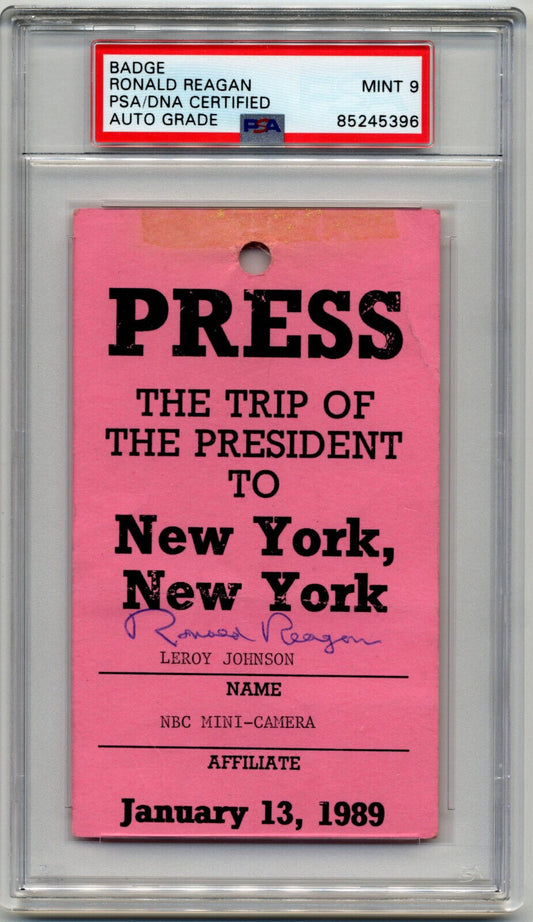 BADGE
RONALD REAGAN
PSA/DNA CERTIFIED
AUTO GRADE
PSA
MINT 9
85245396
PRESS
THE TRIP OF
THE PRESIDENT
TO
New York,
New York
Ronald Reagan
LEROY JOHNSON
NAME
NBC MINI-CAMERA
AFFILIATE
January 13, 1989